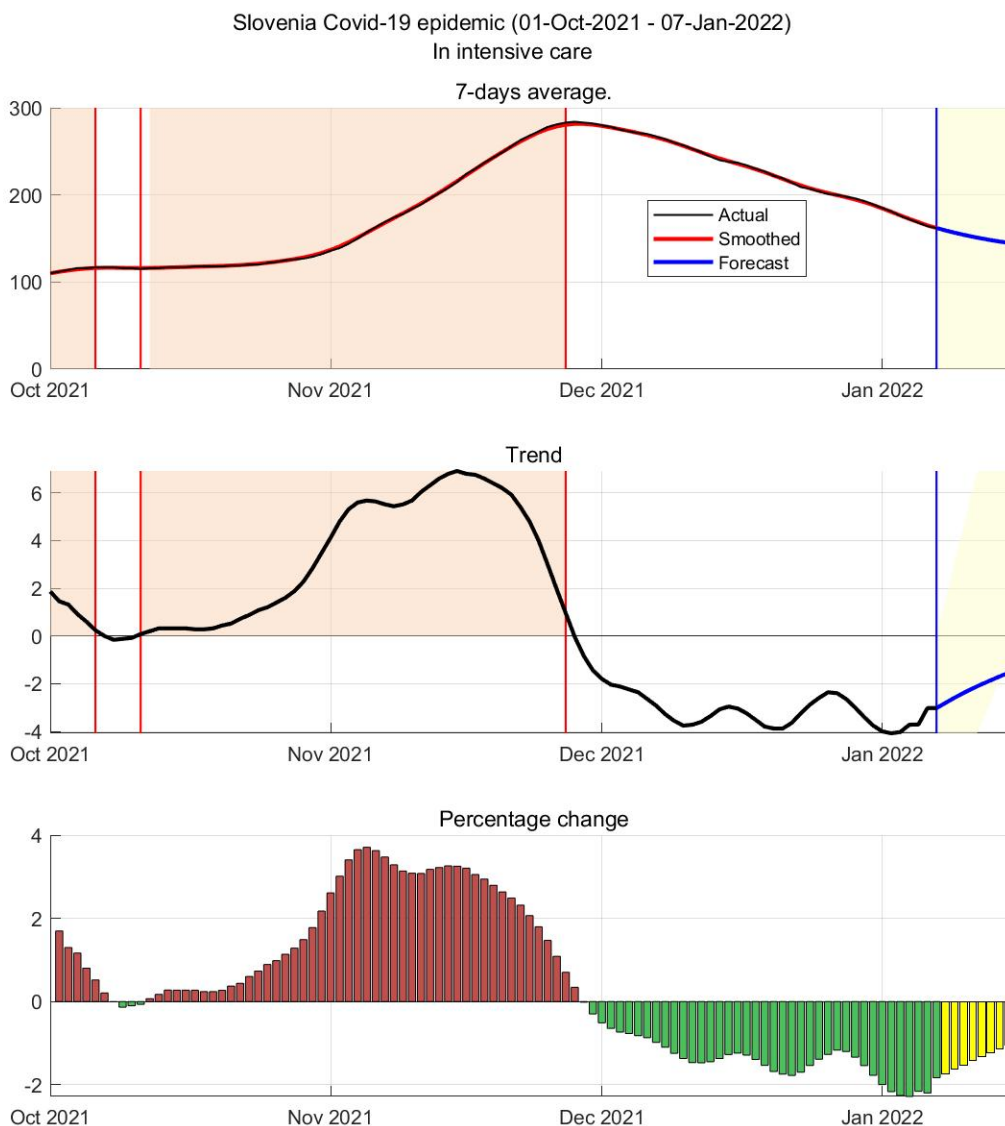 Slovenia Covid-19 epidemic (01-Oct-2021 - 07-Jan-2022)
In intensive care
7-days average.
300
200
100
0
Actual
Smoothed
Forecast
Oct 2021
Nov 2021
Dec 2021
Jan 2022
Trend
6
4
2
0
-2
-4
Oct 2021
Nov 2021
Dec 2021
Jan 2022
Percentage change
4
2
0
-2
Oct 2021
Nov 2021
Dec 2021
Jan 2022